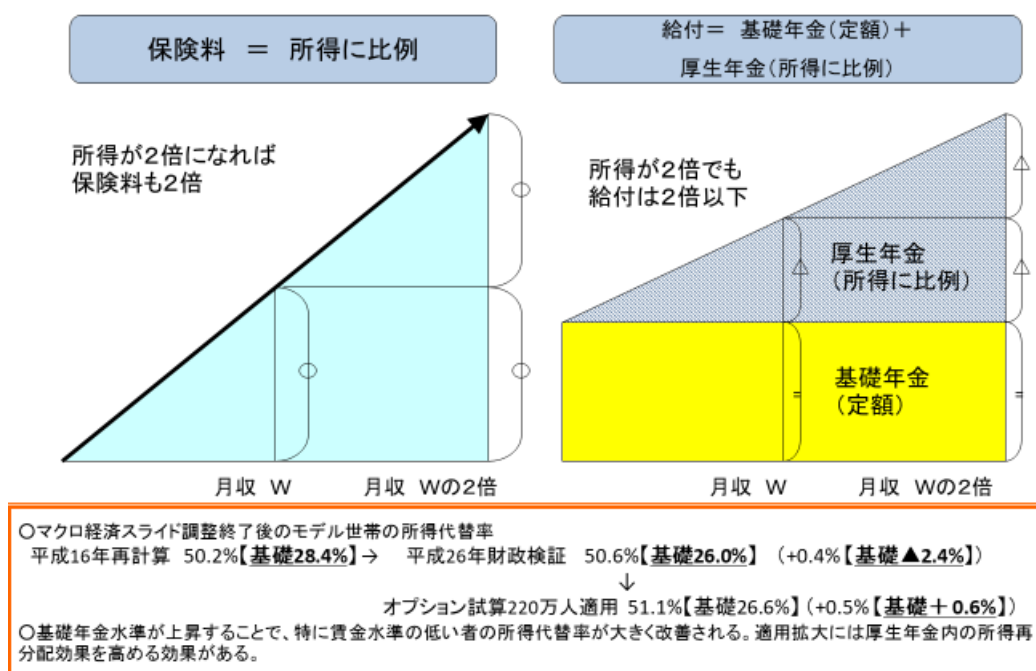 保険料 ＝ 所得に比例
給付＝ 基礎年金(定額)＋
厚生年金(所得に比例)
所得が２倍になれば
保険料も２倍
所得が２倍でも
給付は２倍以下
厚生年金
(所得に比例)
基礎年金
(定額)
月収 W
月収 Wの２倍
月収 W
月収 Wの２倍
○マクロ経済スライド調整終了後のモデル世帯の所得代替率
平成16年再計算 50.2%【基礎28.4%】→ 平成26年財政検証 50.6%【基礎26.0%】 (+0.4%【基礎▲2.4%】)
↓
オプション試算220万人適用 51.1%【基礎26.6%】(+0.5%【基礎＋0.6%】)
○基礎年金水準が上昇することで、特に賃金水準の低い者の所得代替率が大きく改善される。適用拡大には厚生年金内の所得再
分配効果を高める効果がある。